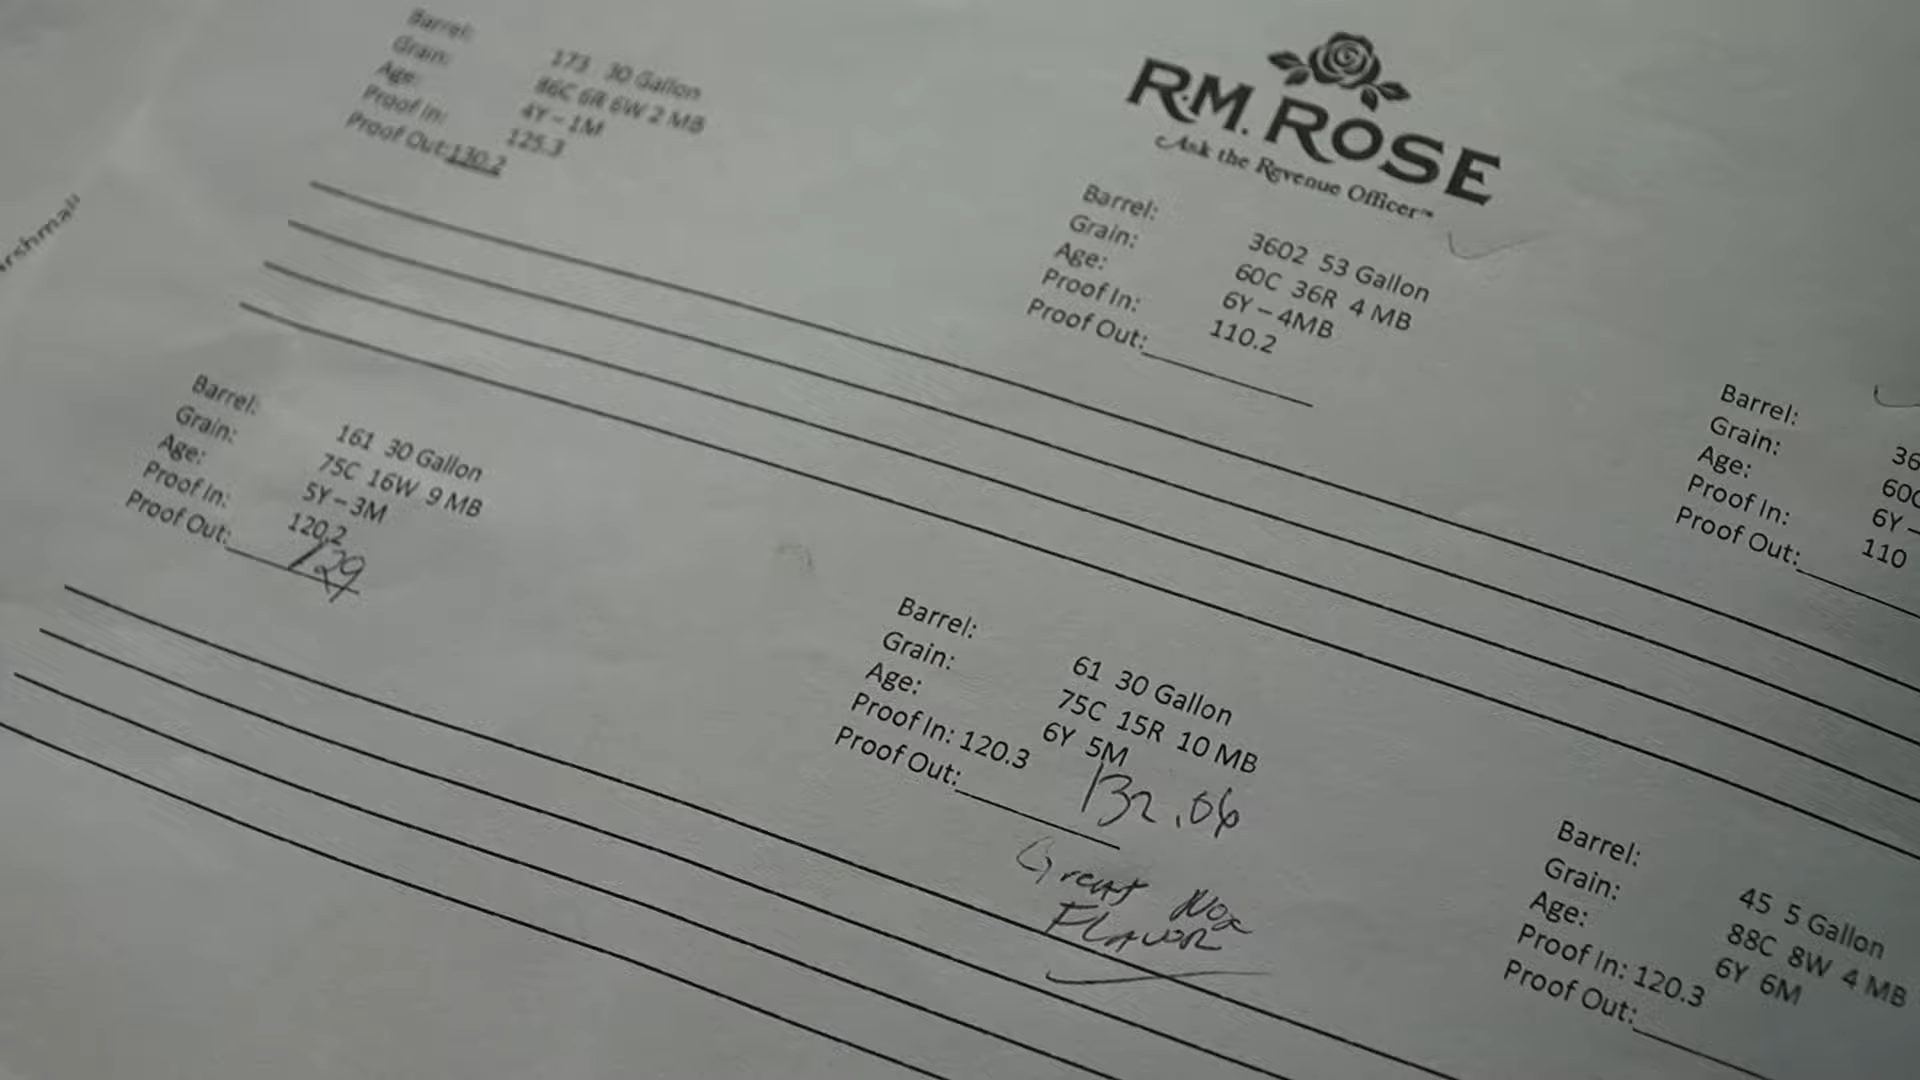 R.M. ROSE
Ask the Revenue Officer™
Barrel: 173 30 Gallon
Grain: 86C 6R 6W 2 MB
Age: 4Y – 1M
Proof In: 125.3
Proof Out: 130.2
Barrel: 3602 53 Gallon
Grain: 60C 36R 4 MB
Age: 6Y – 4MB
Proof In: 110.2
Proof Out:
Barrel: 36
Grain: 60C
Age: 6Y –
Proof In: 110
Proof Out:
Barrel: 161 30 Gallon
Grain: 75C 16W 9 MB
Age: 5Y – 3M
Proof In: 120.2
Proof Out: 129
Barrel: 61 30 Gallon
Grain: 75C 15R 10 MB
Age: 6Y 5M
Proof In: 120.3
Proof Out: 132.06
Great
FLAVOR
Barrel: 45 5 Gallon
Grain: 88C 8W 4 MB
Age: 6Y 6M
Proof In: 120.3
Proof Out: